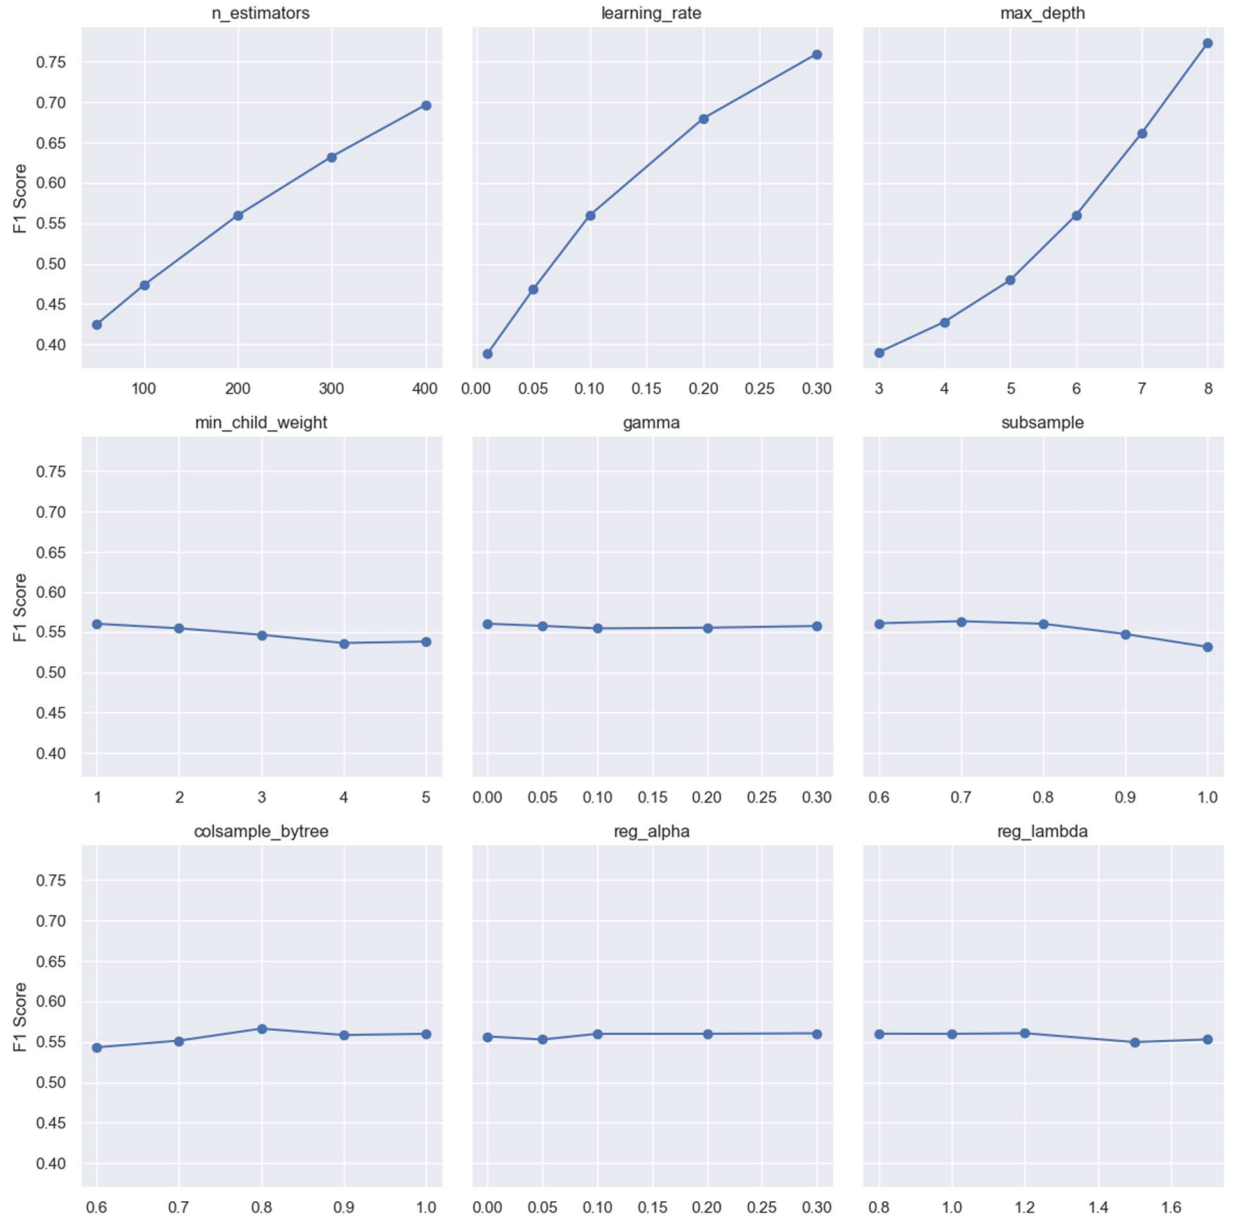 n_estimators
learning_rate
max_depth
F1 Score
0.75
0.70
0.65
0.60
0.55
0.50
0.45
0.40
100 200 300 400
0.00 0.05 0.10 0.15 0.20 0.25 0.30
3 4 5 6 7 8
min_child_weight
gamma
subsample
F1 Score
0.75
0.70
0.65
0.60
0.55
0.50
0.45
0.40
1 2 3 4 5
0.00 0.05 0.10 0.15 0.20 0.25 0.30
0.6 0.7 0.8 0.9 1.0
colsample_bytree
reg_alpha
reg_lambda
F1 Score
0.75
0.70
0.65
0.60
0.55
0.50
0.45
0.40
0.6 0.7 0.8 0.9 1.0
0.00 0.05 0.10 0.15 0.20 0.25 0.30
0.8 1.0 1.2 1.4 1.6